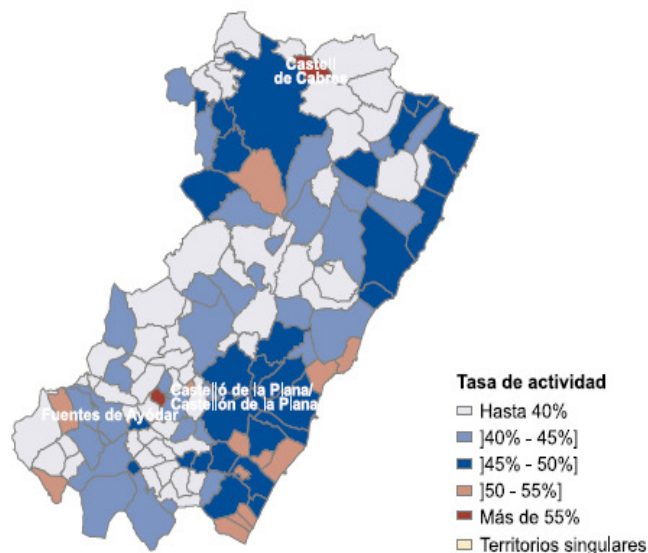 Castell
de Cabres
Castelló de la Plana/
Castellón de la Plana
Fuentes de Ayódar
Tasa de actividad
Hasta 40%
]40% - 45%]
]45% - 50%]
]50 - 55%]
Más de 55%
Territorios singulares